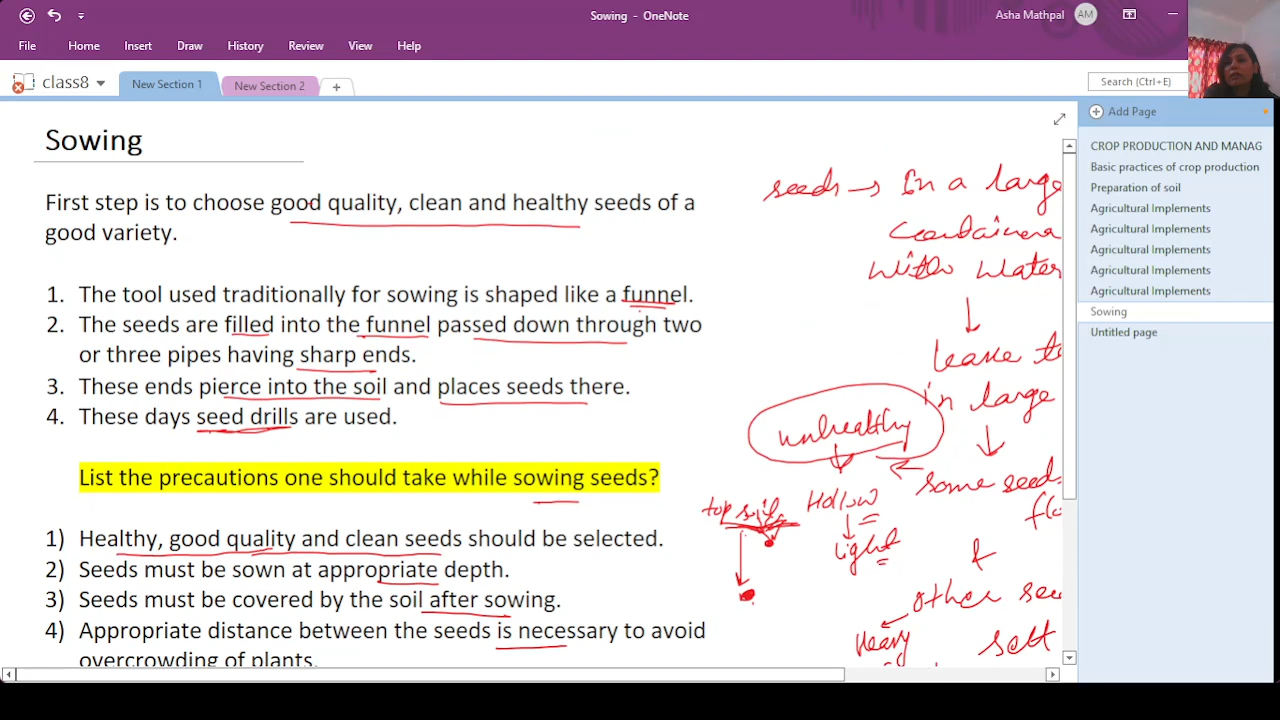 Sowing - OneNote
Asha Mathpal AM
File Home Insert Draw History Review View Help
class8 New Section 1 New Section 2 +
Search (Ctrl+E)
Add Page
CROP PRODUCTION AND MANAG
Basic practices of crop production
Preparation of soil
Agricultural Implements
Agricultural Implements
Agricultural Implements
Agricultural Implements
Agricultural Implements
Sowing
Untitled page
Sowing
First step is to choose good quality, clean and healthy seeds of a
good variety.
1. The tool used traditionally for sowing is shaped like a funnel.
2. The seeds are filled into the funnel passed down through two
or three pipes having sharp ends.
3. These ends pierce into the soil and places seeds there.
4. These days seed drills are used.
List the precautions one should take while sowing seeds?
1) Healthy, good quality and clean seeds should be selected.
2) Seeds must be sown at appropriate depth.
3) Seeds must be covered by the soil after sowing.
4) Appropriate distance between the seeds is necessary to avoid
overcrowding of plants.
seeds → In a large
container
with water
leave
in large
unhealthy
some seeds
top soil
Hollow
light
&
other see
Heavy